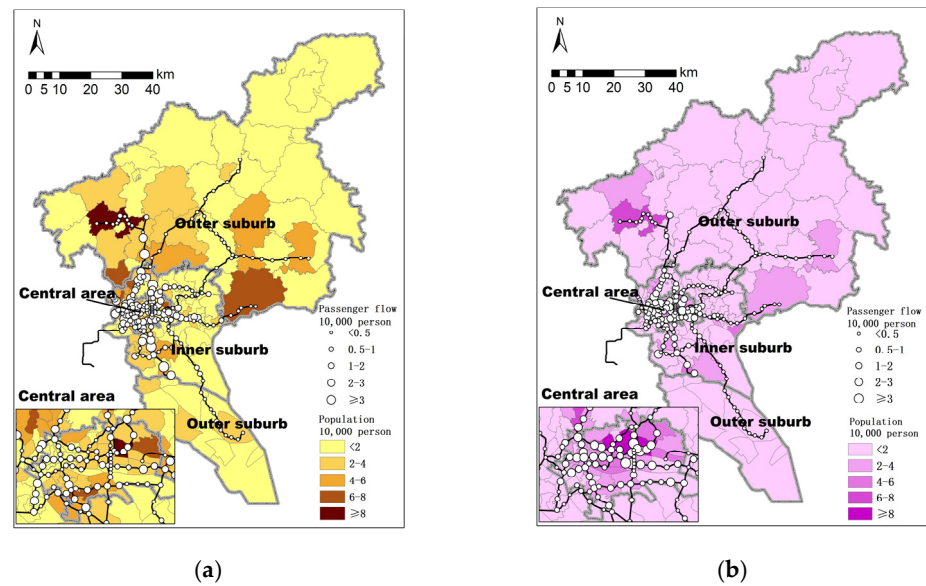 N
km
0 5 10 20 30 40
Outer suburb
Central area
Passenger flow
10,000 person
<0.5
0.5-1
1-2
2-3
≥3
Inner suburb
Central area
Outer suburb
Population
10,000 person
<2
2-4
4-6
6-8
≥8
(a)
N
km
0 5 10 20 30 40
Outer suburb
Central area
Passenger flow
10,000 person
<0.5
0.5-1
1-2
2-3
≥3
Inner suburb
Central area
Outer suburb
Population
10,000 person
<2
2-4
4-6
6-8
≥8
(b)